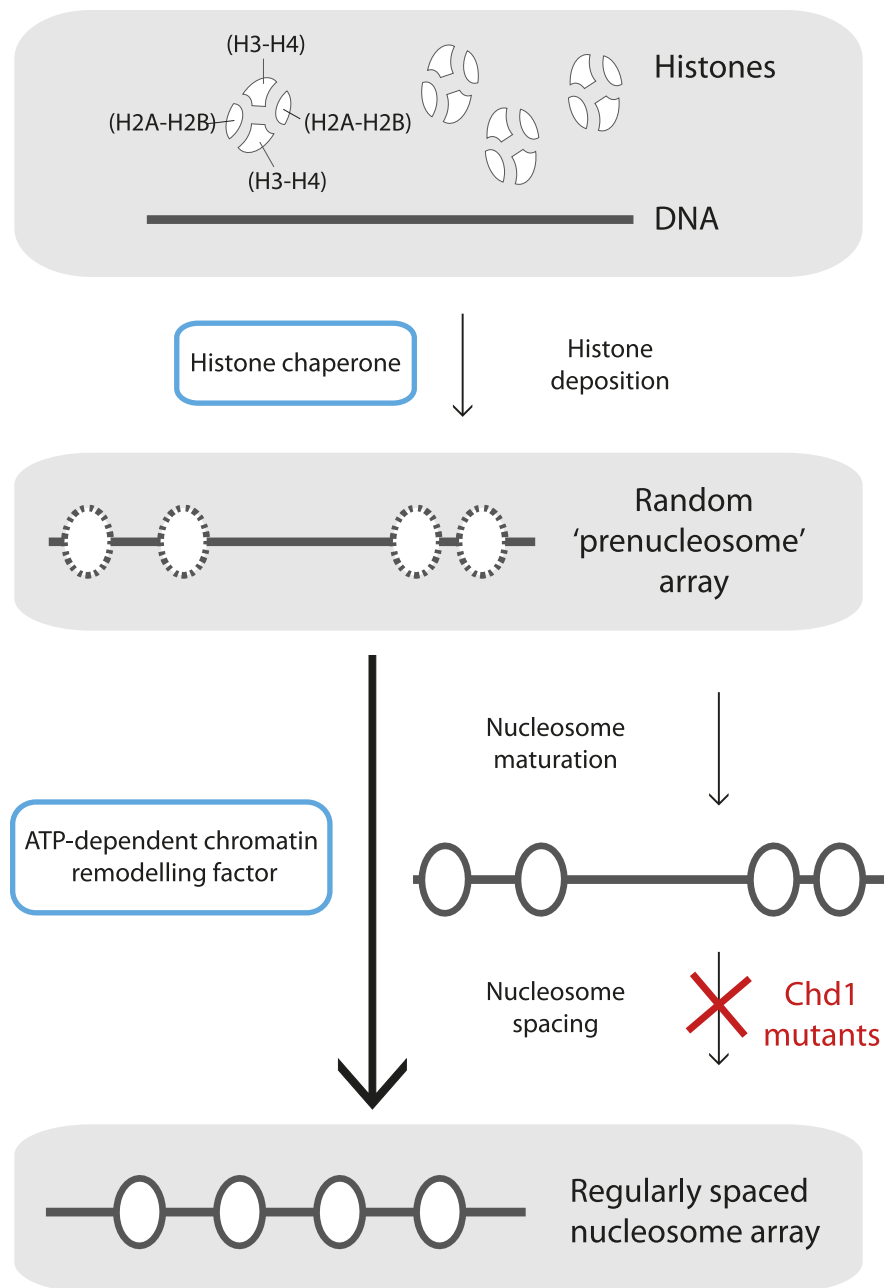 (H3-H4)
Histones
(H2A-H2B)
(H2A-H2B)
(H3-H4)
DNA
Histone chaperone
Histone
deposition
Random
‘prenucleosome’
array
Nucleosome
maturation
ATP-dependent chromatin
remodelling factor
Nucleosome
spacing
Chd1
mutants
Regularly spaced
nucleosome array